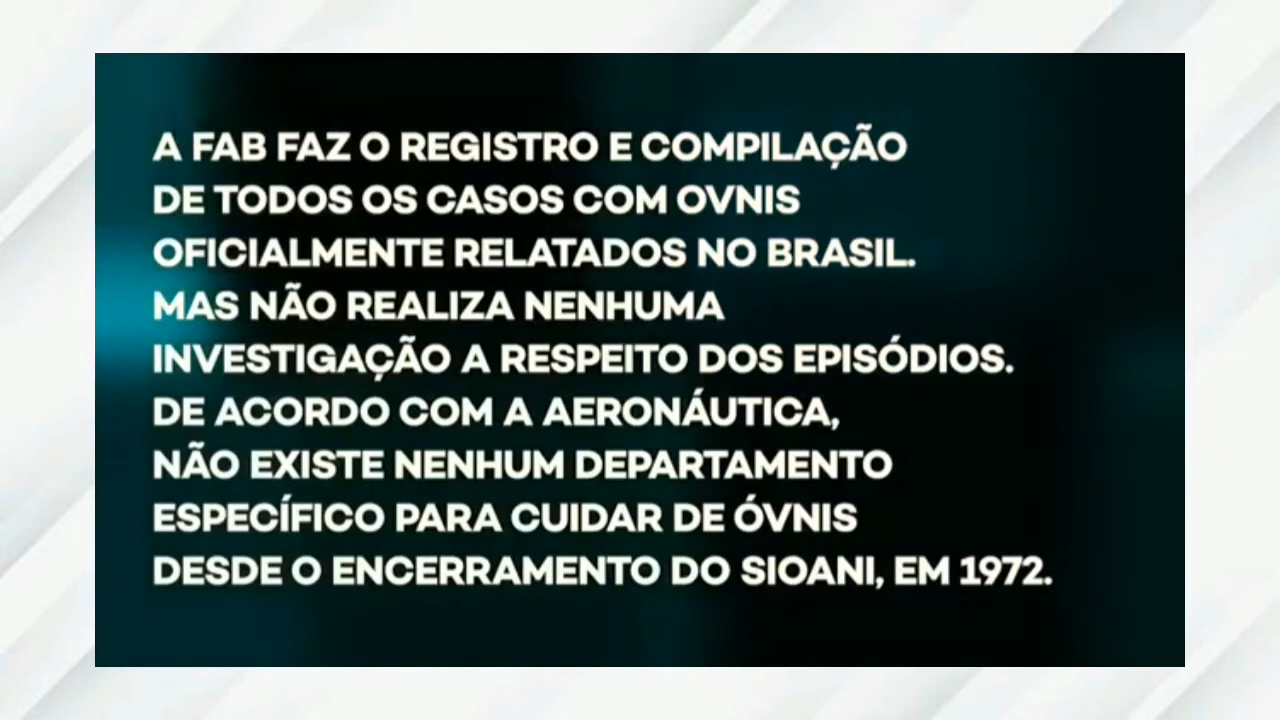 A FAB FAZ O REGISTRO E COMPILAÇÃO
DE TODOS OS CASOS COM OVNIS
OFICIALMENTE RELATADOS NO BRASIL.
MAS NÃO REALIZA NENHUMA
INVESTIGAÇÃO A RESPEITO DOS EPISÓDIOS.
DE ACORDO COM A AERONÁUTICA,
NÃO EXISTE NENHUM DEPARTAMENTO
ESPECÍFICO PARA CUIDAR DE ÓVNIS
DESDE O ENCERRAMENTO DO SIOANI, EM 1972.